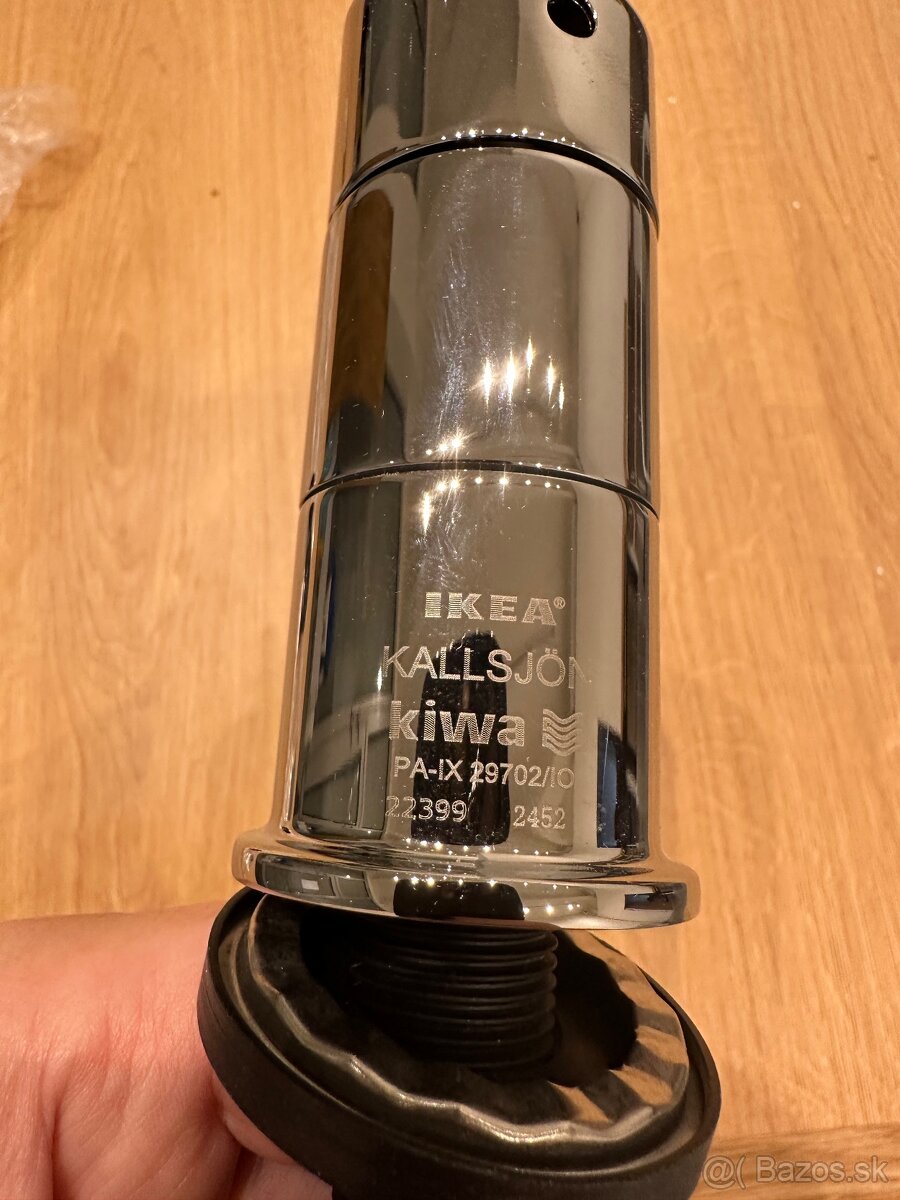 IKEA®
KALLSJÖN
kiwa
PA-IX 29702/IO
22399 2452
@( Bazos.sk